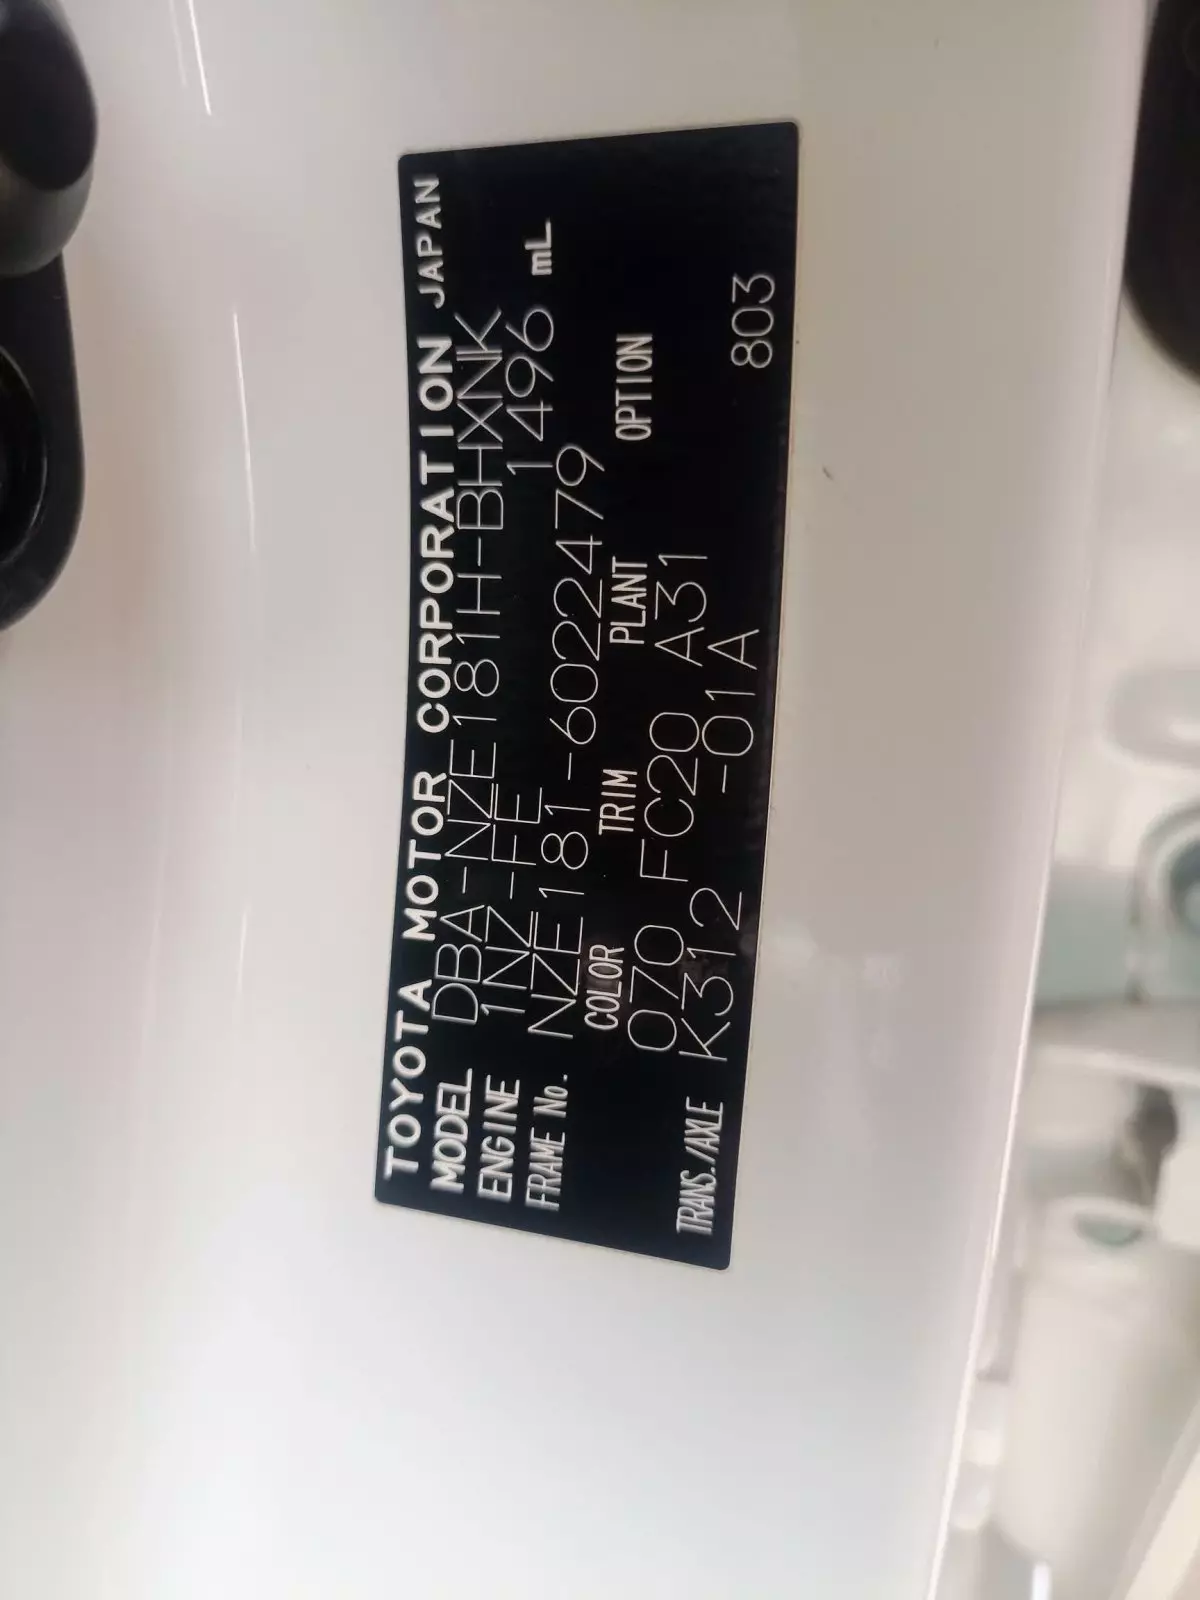 TOYOTA MOTOR CORPORATION JAPAN
MODEL DBA-NZE181H-BHXNK
ENGINE 1NZ-FE 1496 mL
FRAME No. NZE181-6022479
COLOR TRIM PLANT OPTION
070 FC20 A31
TRANS./AXLE K312 -01A 803